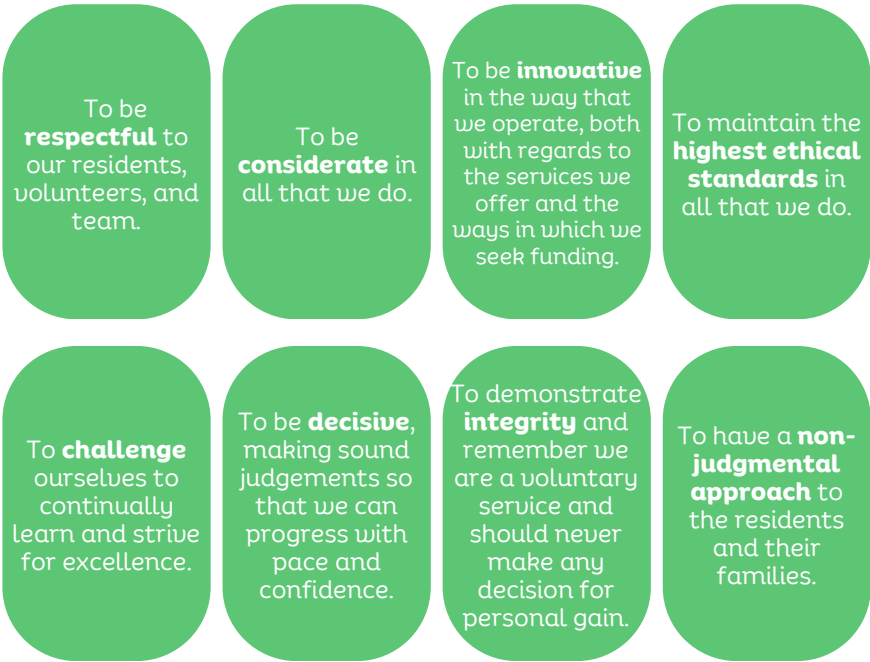 To be
respectful to
our residents,
volunteers, and
team.
To be
considerate in
all that we do.
To be innovative
in the way that
we operate, both
with regards to
the services we
offer and the
ways in which we
seek funding.
To maintain the
highest ethical
standards in
all that we do.
To challenge
ourselves to
continually
learn and strive
for excellence.
To be decisive,
making sound
judgements so
that we can
progress with
pace and
confidence.
To demonstrate
integrity and
remember we
are a voluntary
service and
should never
make any
decision for
personal gain.
To have a non-
judgmental
approach to
the residents
and their
families.